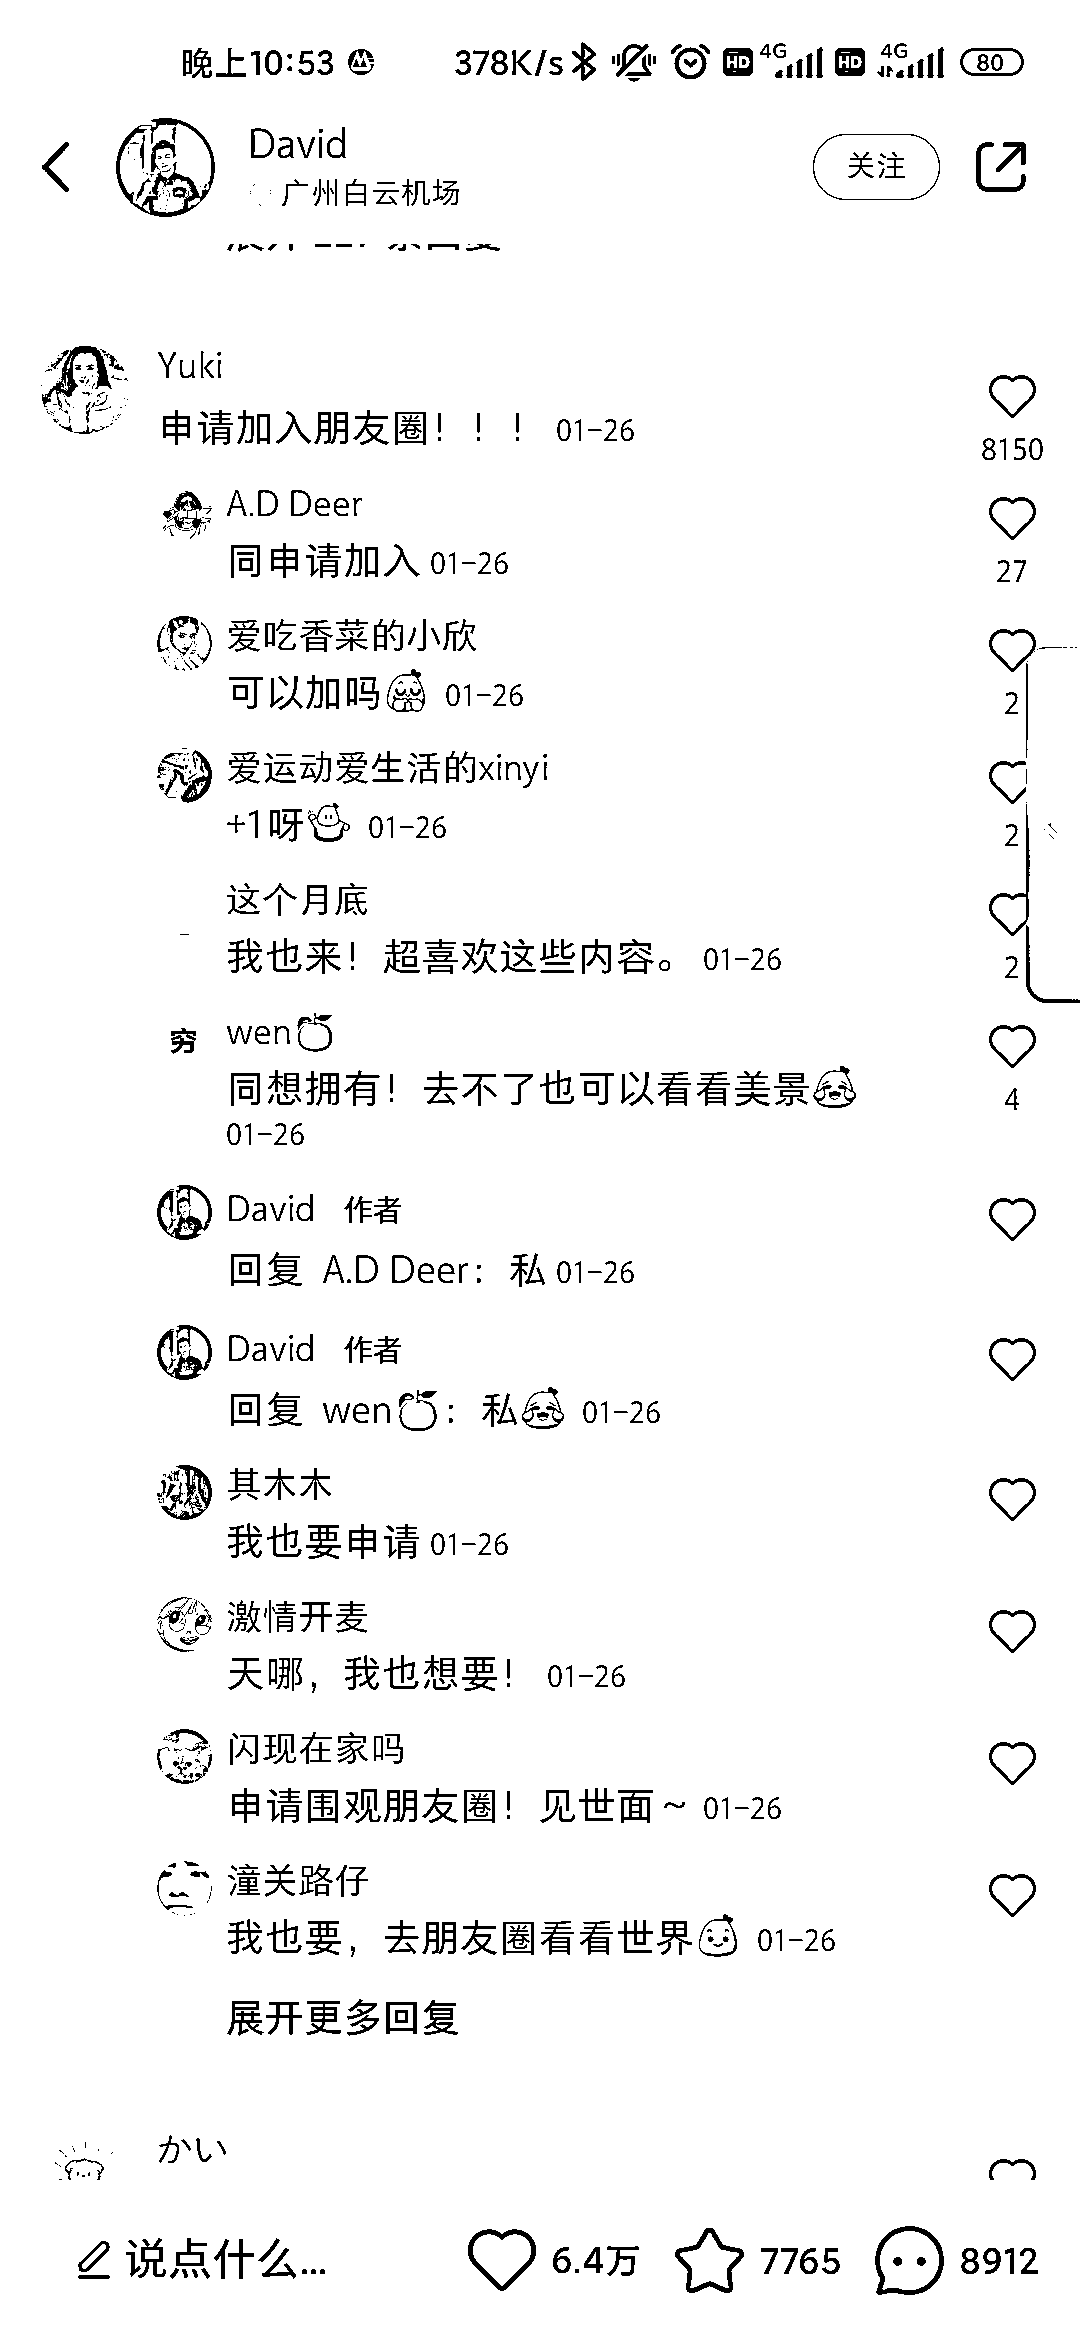 晚上10:53 378K/s HD 4G HD 4G 80
David
广州白云机场
关注
Yuki
申请加入朋友圈！！！ 01-26
8150
A.D Deer
同申请加入 01-26
27
爱吃香菜的小欣
可以加吗 01-26
2
爱运动爱生活的xinyi
+1呀 01-26
2
这个月底
我也来！超喜欢这些内容。 01-26
2
穷
wen
同想拥有！去不了也可以看看美景
01-26
4
David 作者
回复 A.D Deer：私 01-26
David 作者
回复 wen：私 01-26
其木木
我也要申请 01-26
激情开麦
天哪，我也想要！ 01-26
闪现在家吗
申请围观朋友圈！见世面～ 01-26
潼关路仔
我也要，去朋友圈看看世界 01-26
展开更多回复
かい
说点什么... 6.4万 7765 8912